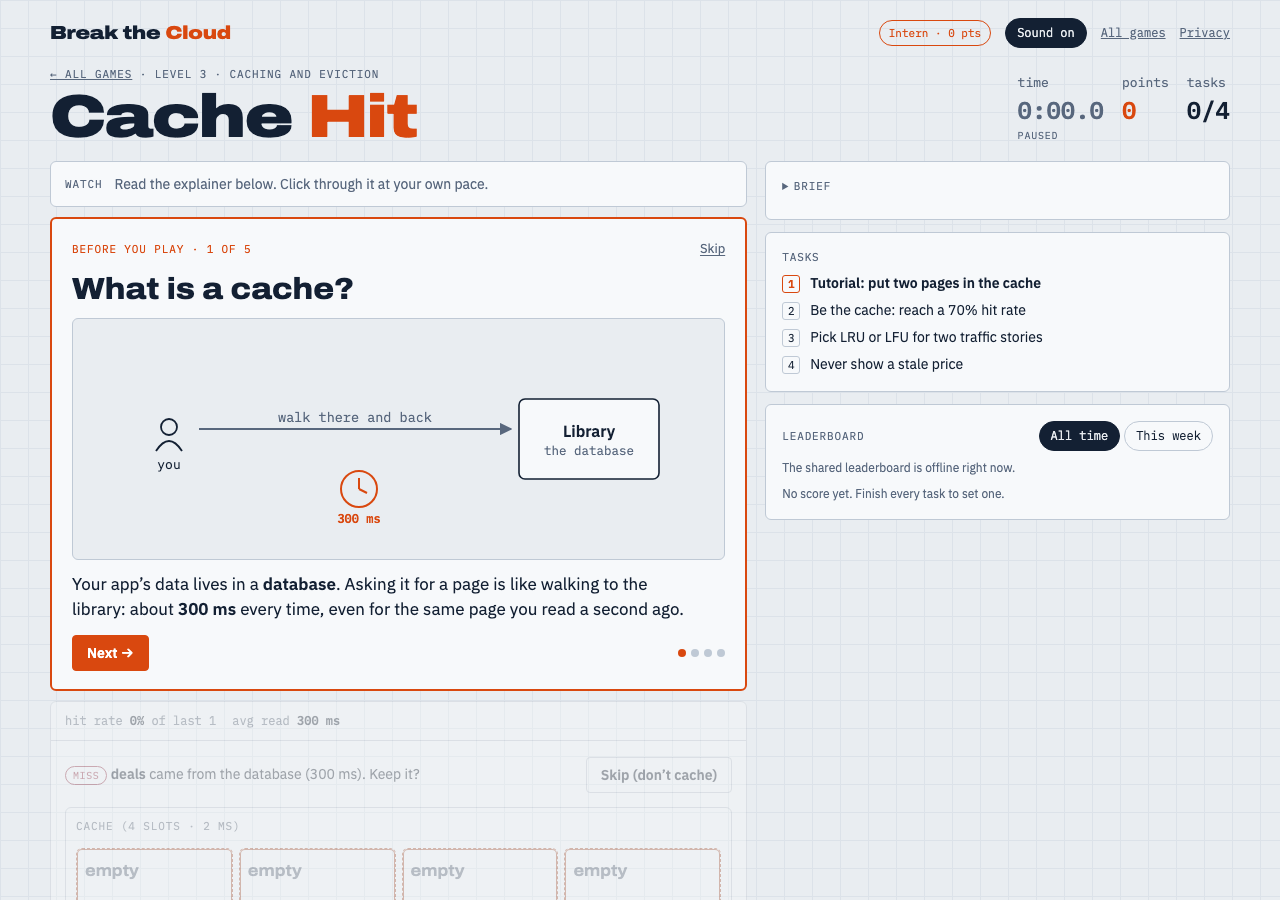 Break the Cloud
Intern · 0 pts
Sound on
All games
Privacy
← ALL GAMES · LEVEL 3 · CACHING AND EVICTION
Cache Hit
time
0:00.0
PAUSED
points
0
tasks
0/4
WATCH Read the explainer below. Click through it at your own pace.
BEFORE YOU PLAY · 1 OF 5
Skip
What is a cache?
walk there and back
you
Library
the database
300 ms
Your app’s data lives in a database. Asking it for a page is like walking to the
library: about 300 ms every time, even for the same page you read a second ago.
Next →
hit rate 0% of last 1 avg read 300 ms
MISS deals came from the database (300 ms). Keep it?
Skip (don’t cache)
CACHE (4 SLOTS · 2 MS)
empty
empty
empty
empty
BRIEF
TASKS
1 Tutorial: put two pages in the cache
2 Be the cache: reach a 70% hit rate
3 Pick LRU or LFU for two traffic stories
4 Never show a stale price
LEADERBOARD
All time
This week
The shared leaderboard is offline right now.
No score yet. Finish every task to set one.